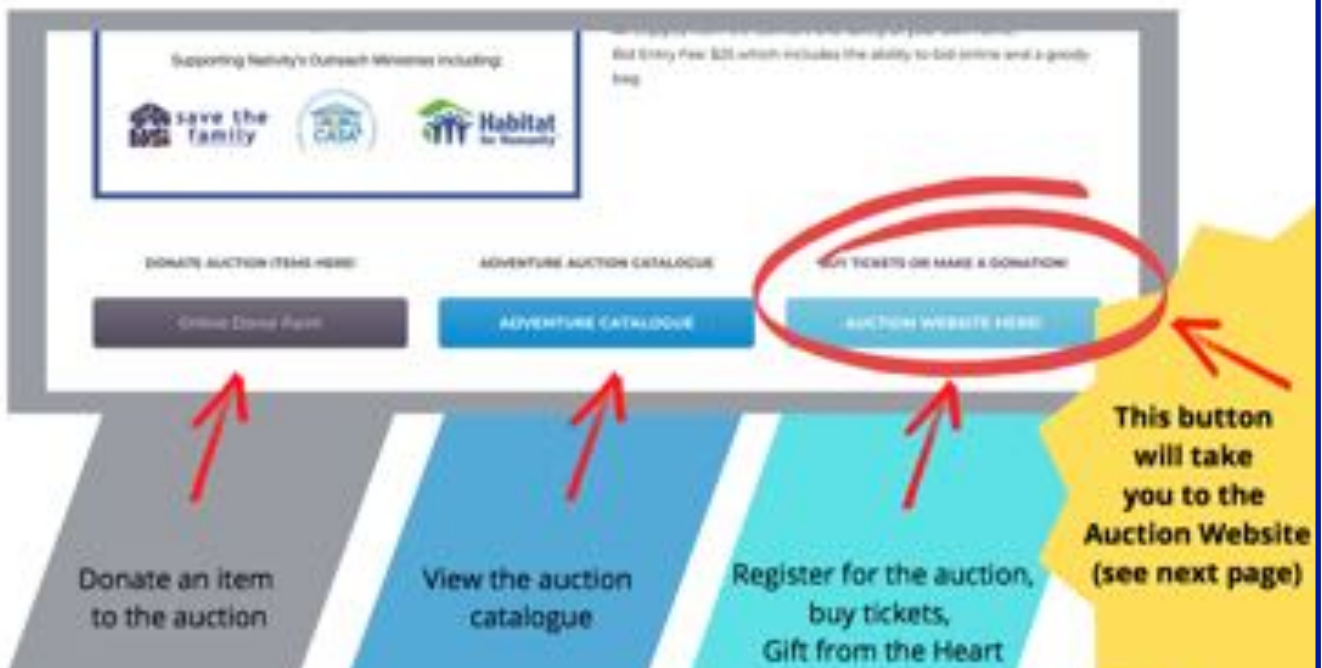 Supporting Nativity's Outreach Ministries including:
Bid Entry Fee: $25 which includes the ability to bid online and a goody
bag
save the
family
CASA
Habitat
for Humanity
DONATE AUCTION ITEMS HERE!
ADVENTURE AUCTION CATALOGUE
BUY TICKETS OR MAKE A DONATION!
Online Donor Form
ADVENTURE CATALOGUE
AUCTION WEBSITE HERE!
This button
will take
you to the
Auction Website
(see next page)
Donate an item
to the auction
View the auction
catalogue
Register for the auction,
buy tickets,
Gift from the Heart